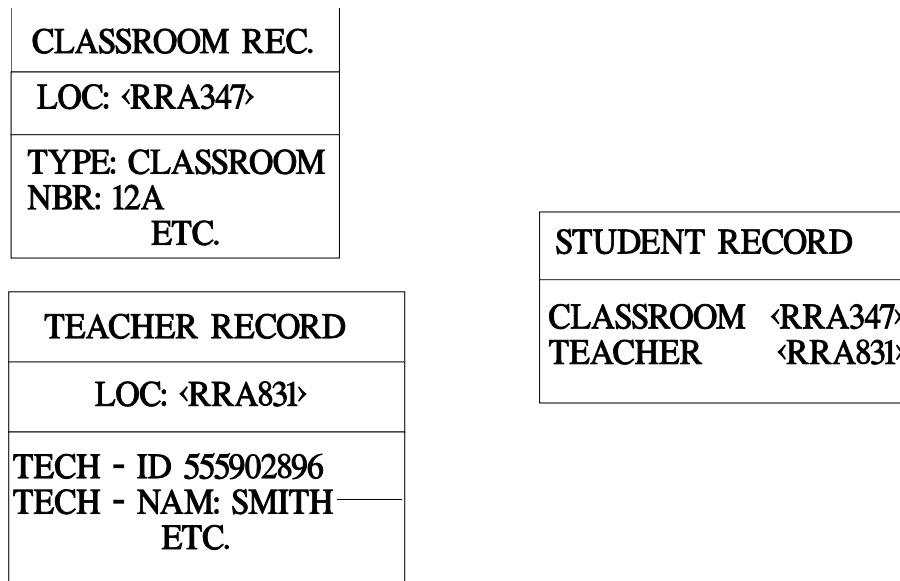 CLASSROOM REC.
LOC: ‹RRA347›
TYPE: CLASSROOM
NBR: 12A
ETC.
TEACHER RECORD
LOC: ‹RRA831›
TECH - ID 555902896
TECH - NAM: SMITH
ETC.
STUDENT RECORD
CLASSROOM ‹RRA347›
TEACHER ‹RRA831›